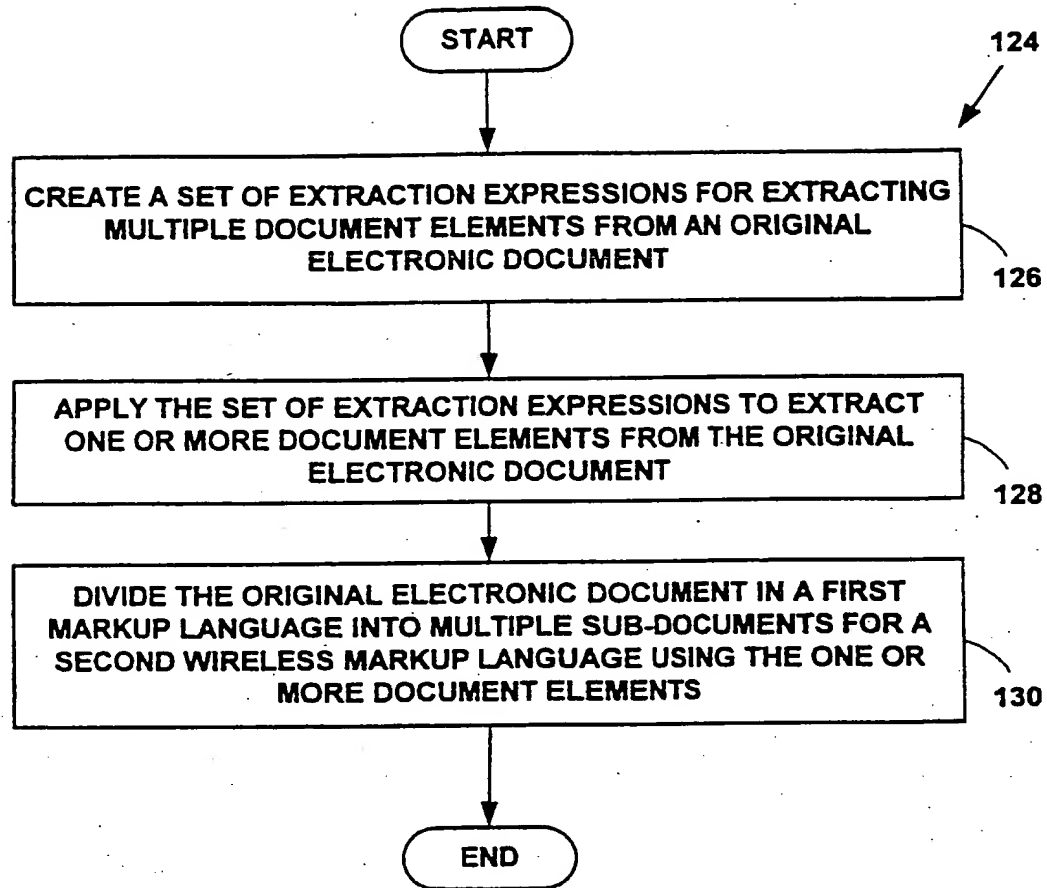 START
124
CREATE A SET OF EXTRACTION EXPRESSIONS FOR EXTRACTING
MULTIPLE DOCUMENT ELEMENTS FROM AN ORIGINAL
ELECTRONIC DOCUMENT
126
APPLY THE SET OF EXTRACTION EXPRESSIONS TO EXTRACT
ONE OR MORE DOCUMENT ELEMENTS FROM THE ORIGINAL
ELECTRONIC DOCUMENT
128
DIVIDE THE ORIGINAL ELECTRONIC DOCUMENT IN A FIRST
MARKUP LANGUAGE INTO MULTIPLE SUB-DOCUMENTS FOR A
SECOND WIRELESS MARKUP LANGUAGE USING THE ONE OR
MORE DOCUMENT ELEMENTS
130
END